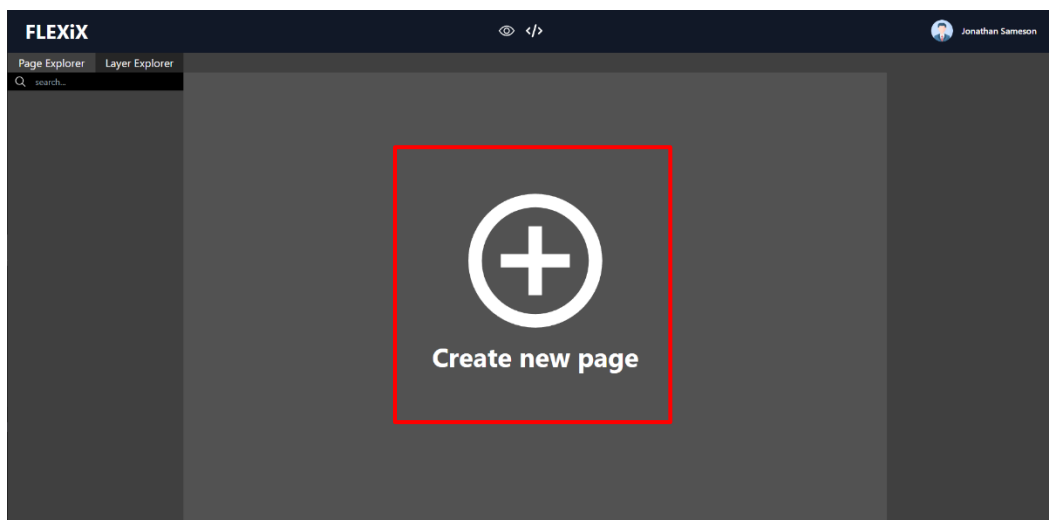 FLEXiX
</>
Jonathan Sameson
Page Explorer Layer Explorer
search...
Create new page